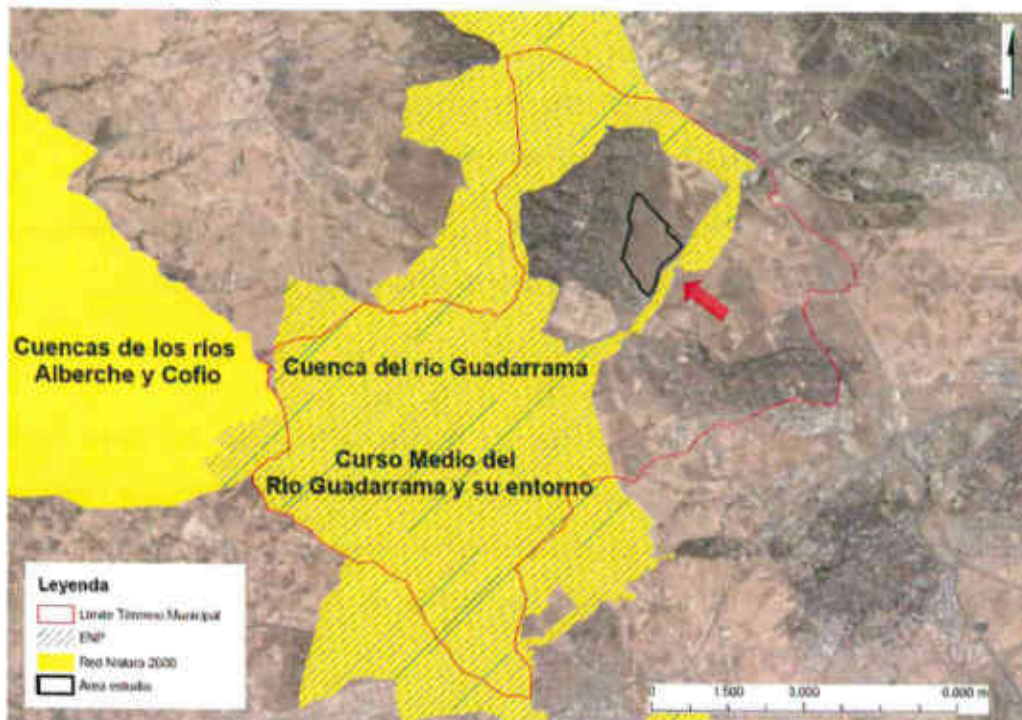 Cuencas de los ríos
Alberche y Cofio
Cuenca del río Guadarrama
Curso Medio del
Río Guadarrama y su entorno
Leyenda
Límite Término Municipal
ENP
Red Natura 2000
Área estudio
0 1.500 3.000 6.000 m